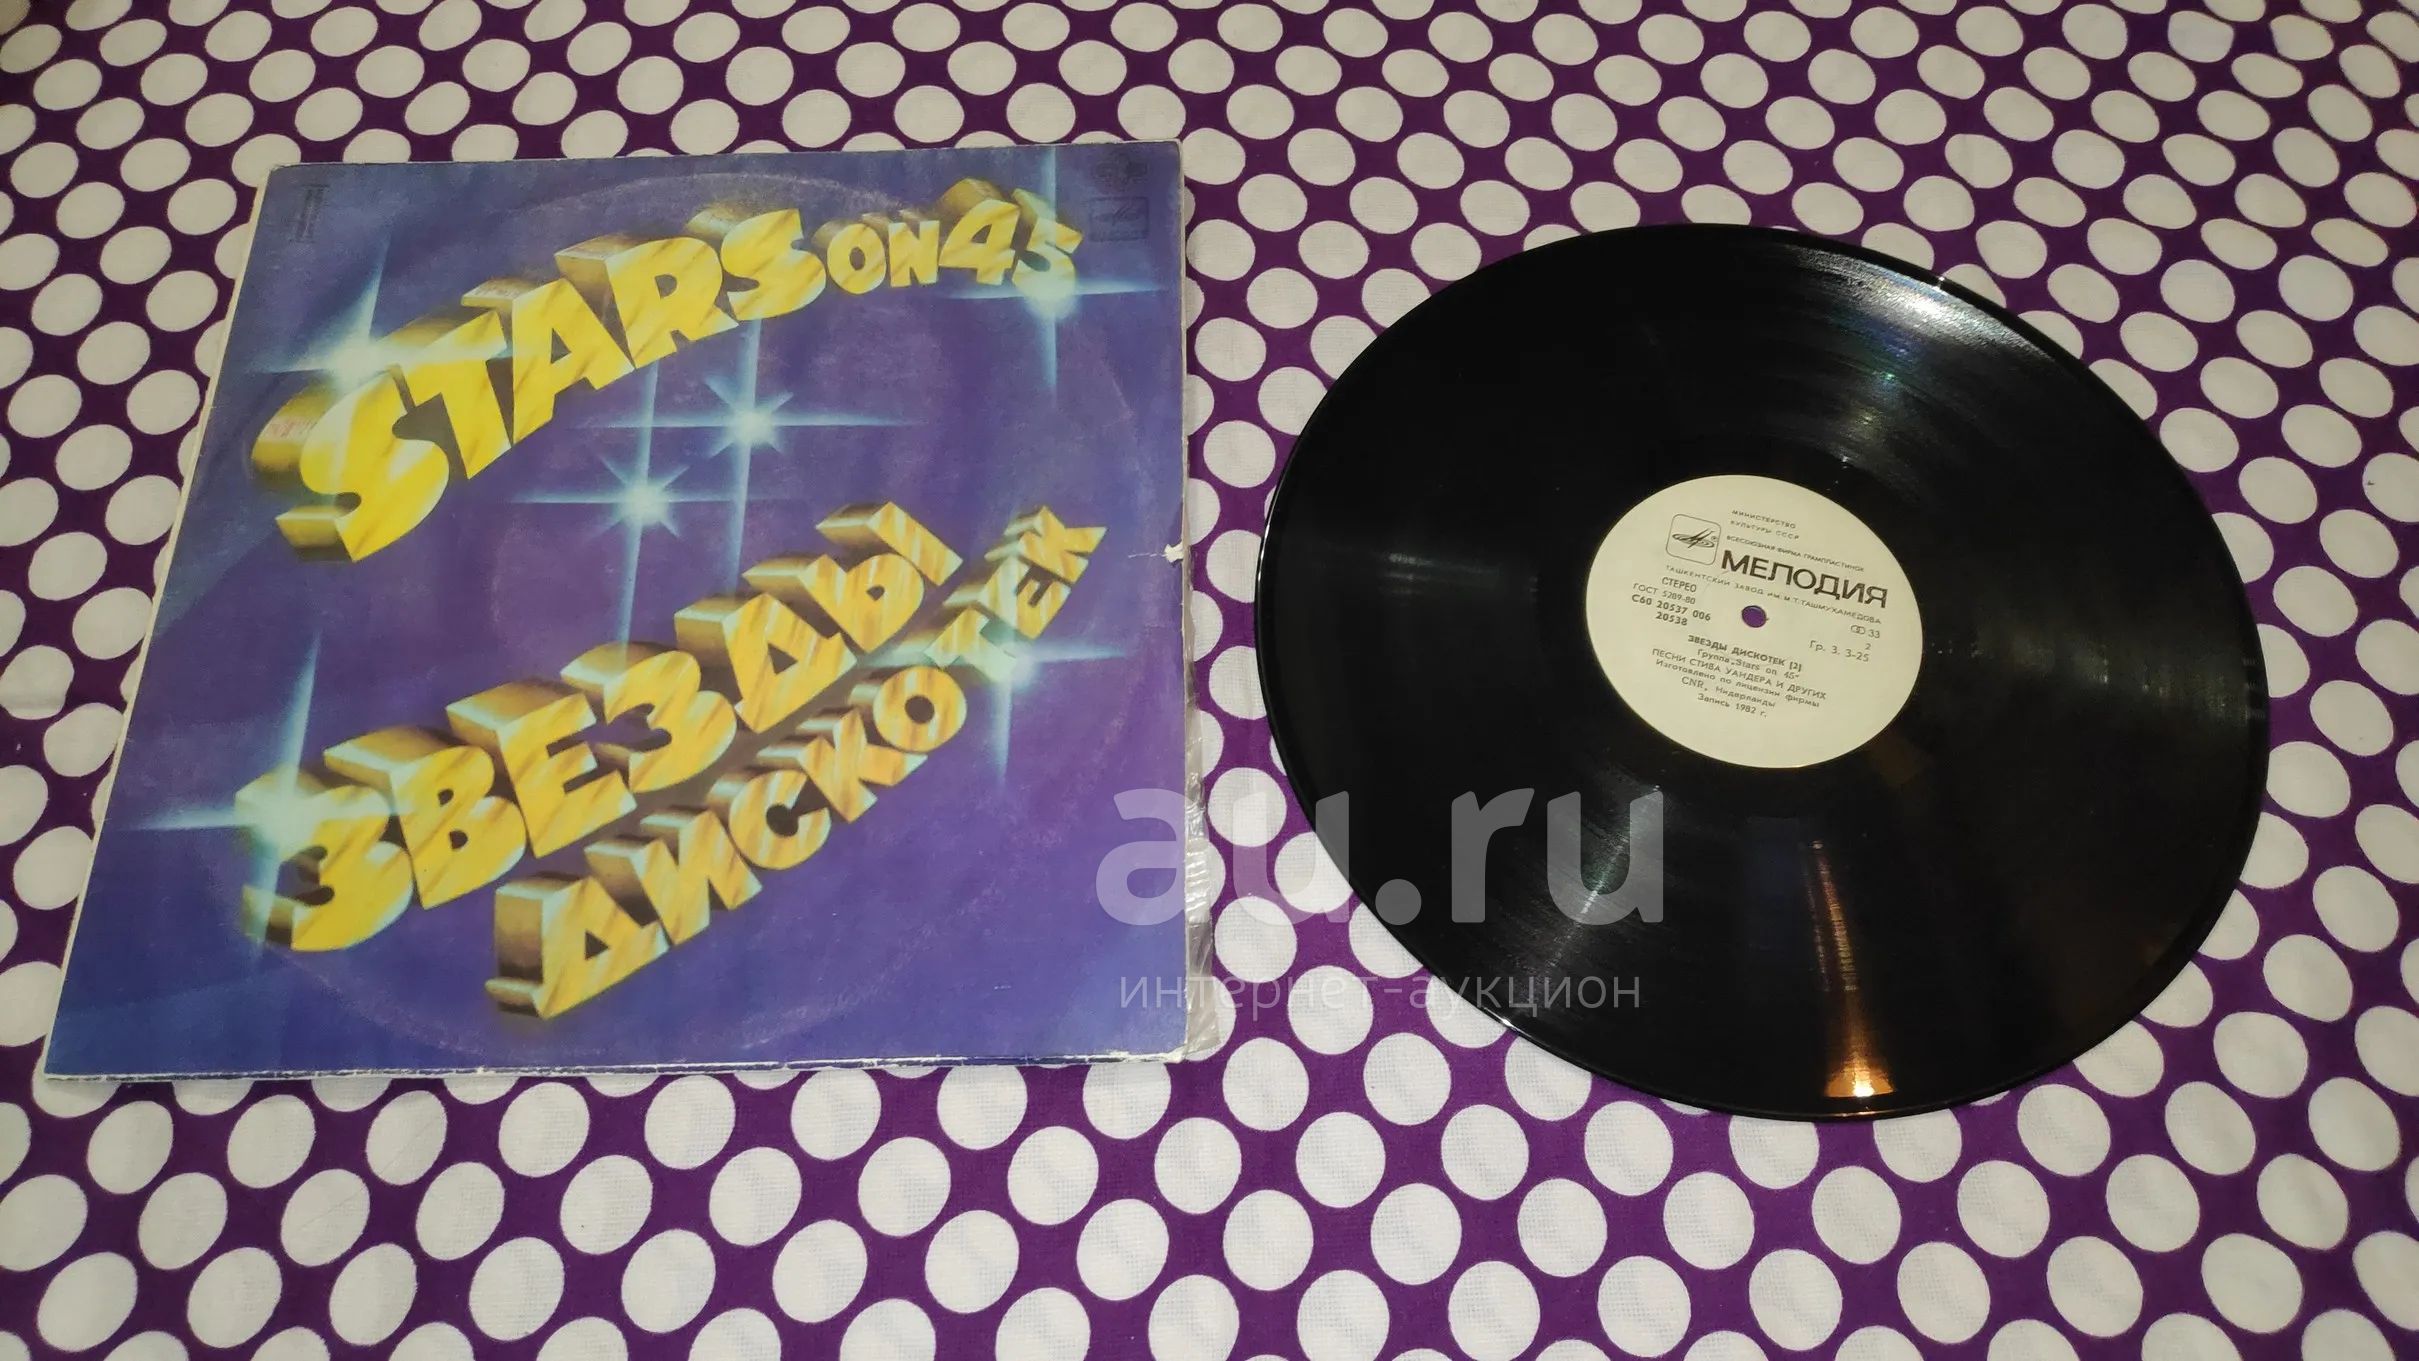 STARS ON 45
ЗВЕЗДЫ
ДИСКОТЕК
МИНИСТЕРСТВО
КУЛЬТУРЫ СССР
ВСЕСОЮЗНАЯ ФИРМА ГРАМПЛАСТИНОК
МЕЛОДИЯ
ТАШКЕНТСКИЙ ЗАВОД ИМ. М.Т. ТАШМУХАМЕДОВА
СТЕРЕО
ГОСТ 5289-80
33
С60 20537 006
20538
2
Гр. 3. 3-25
ЗВЕЗДЫ ДИСКОТЕК (2)
Группа „Stars on 45"
ПЕСНИ СТИВА УАНДЕРА И ДРУГИХ
Изготовлено по лицензии фирмы
CNR, Нидерланды
Запись 1982 г.
au.ru
интернет-аукцион